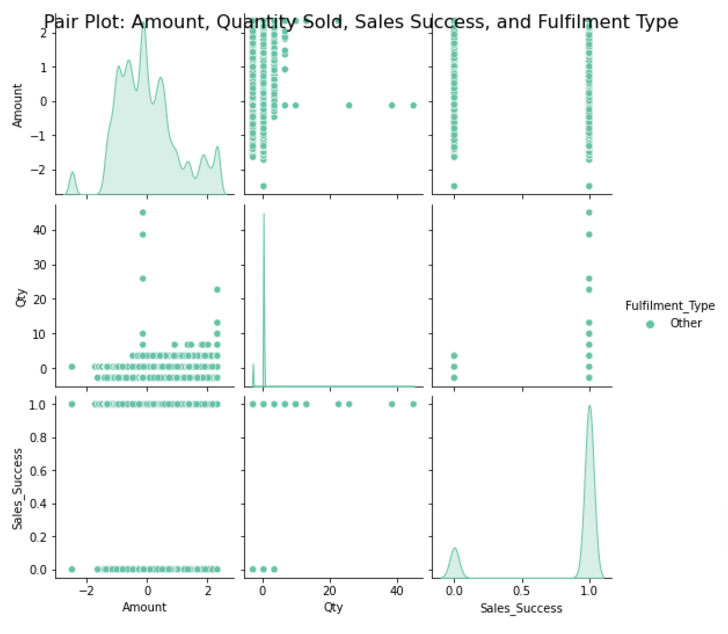 Pair Plot: Amount, Quantity Sold, Sales Success, and Fulfilment Type
2
1
0
−1
−2
Amount
40
30
20
10
0
Qty
Fulfilment_Type
Other
1.0
0.8
0.6
0.4
0.2
0.0
Sales_Success
−2 0 2
0 20 40
0.0 0.5 1.0
Amount
Qty
Sales_Success